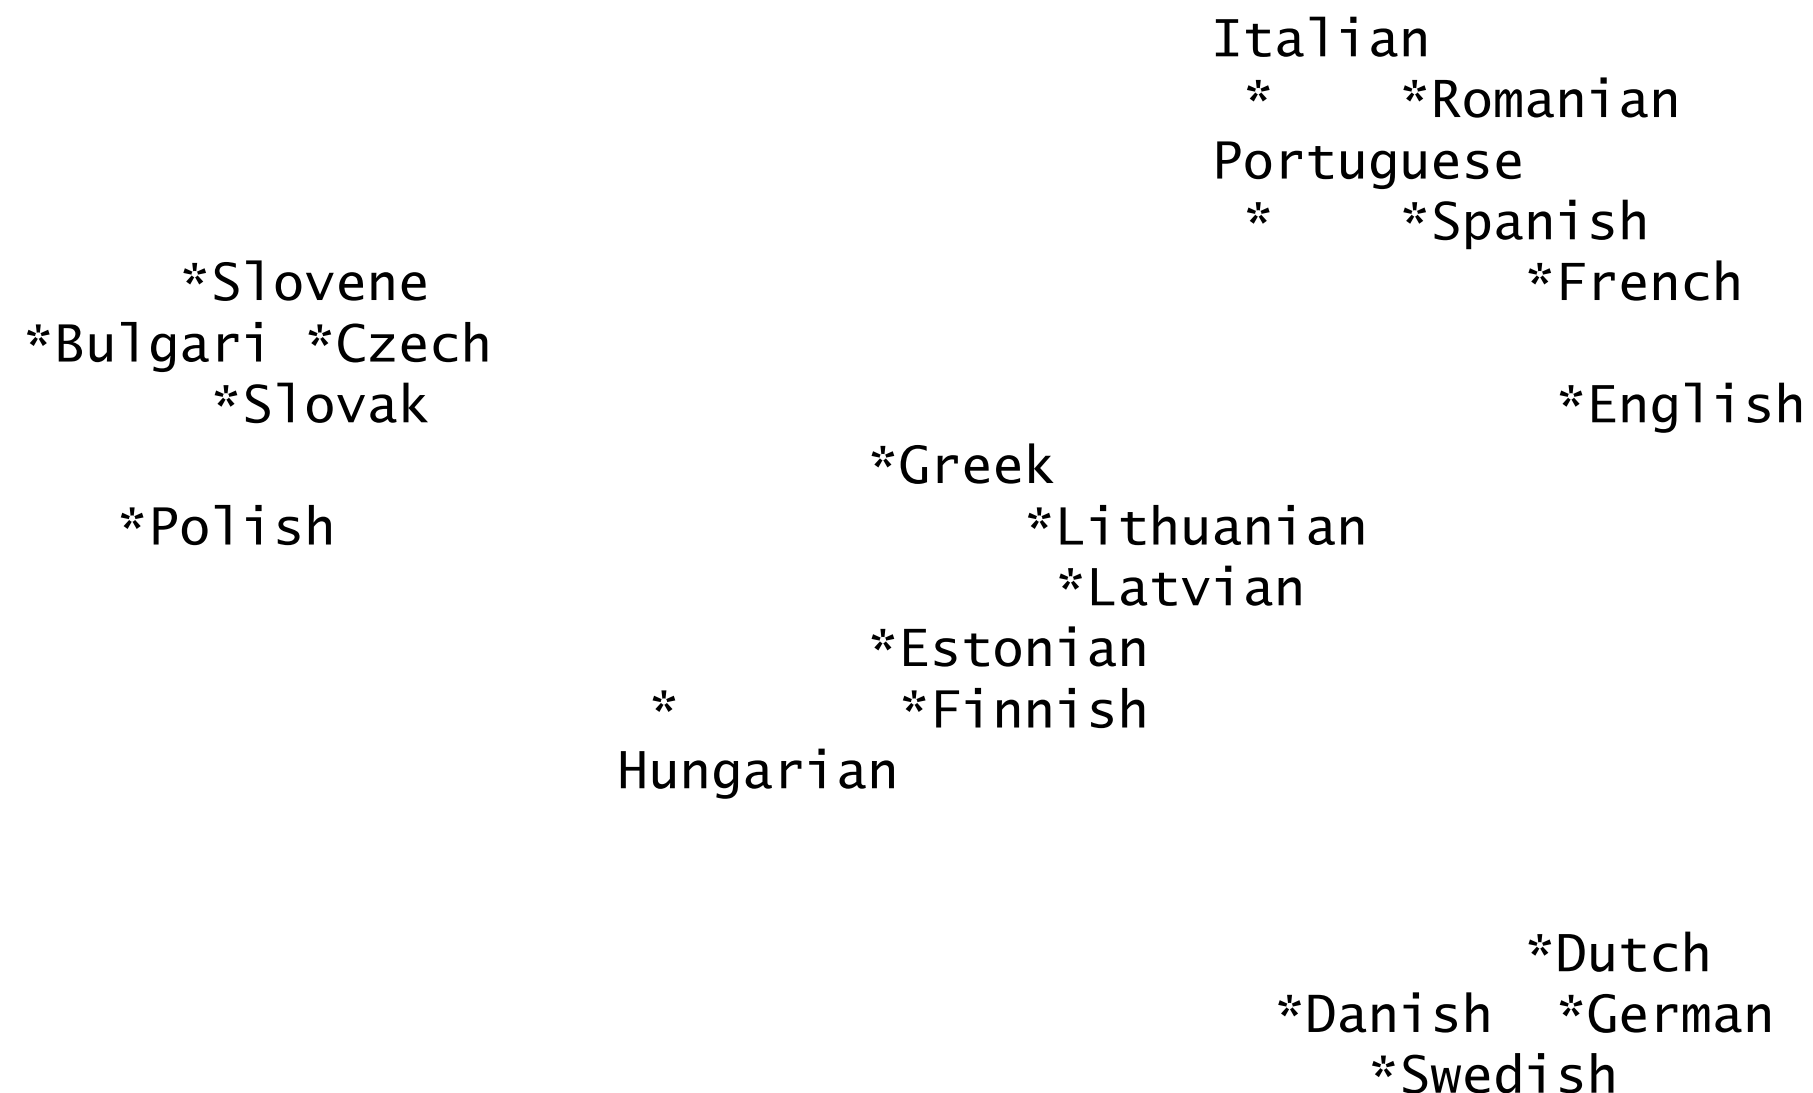 Italian
* *Romanian
Portuguese
* *Spanish
*Slovene *French
*Bulgari *Czech
*Slovak *English
*Greek
*Polish *Lithuanian
*Latvian
*Estonian
* *Finnish
Hungarian
*Dutch
*Danish *German
*Swedish